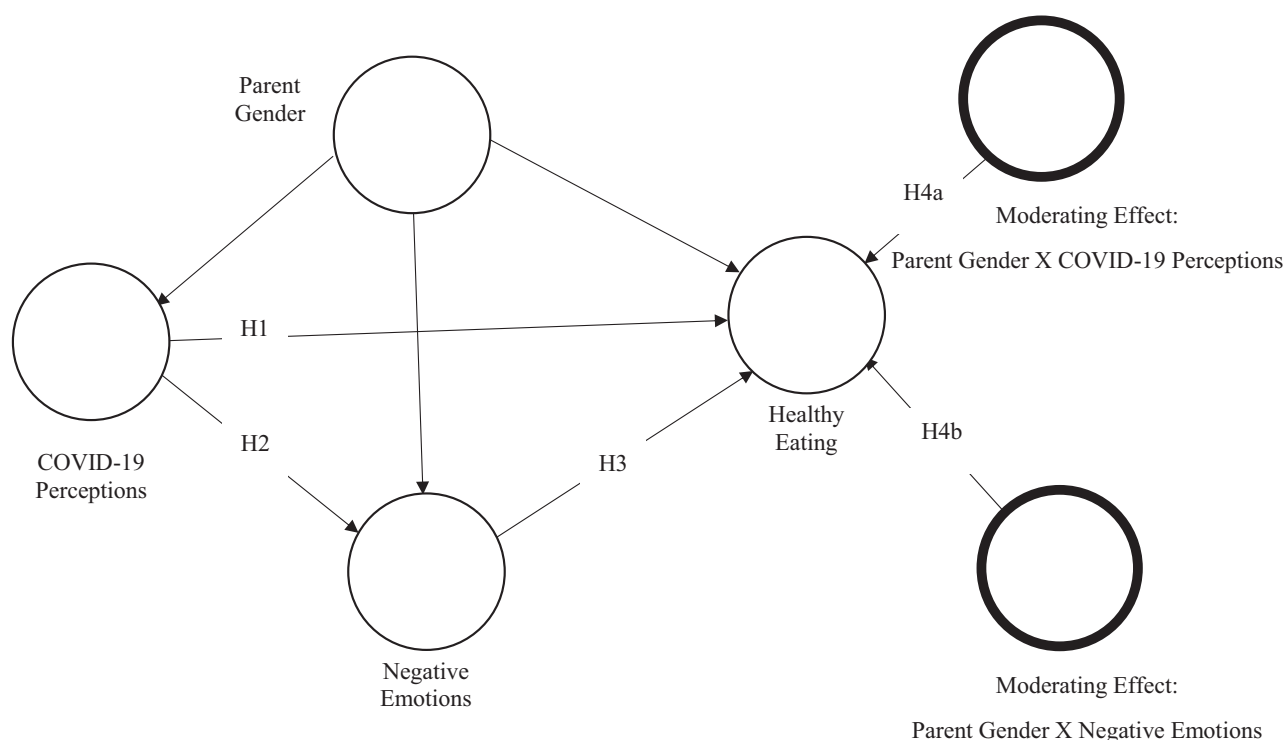 Parent
Gender
H4a
Moderating Effect:
Parent Gender X COVID-19 Perceptions
H1
Healthy
Eating
H2
COVID-19
Perceptions
H3
H4b
Negative
Emotions
Moderating Effect:
Parent Gender X Negative Emotions